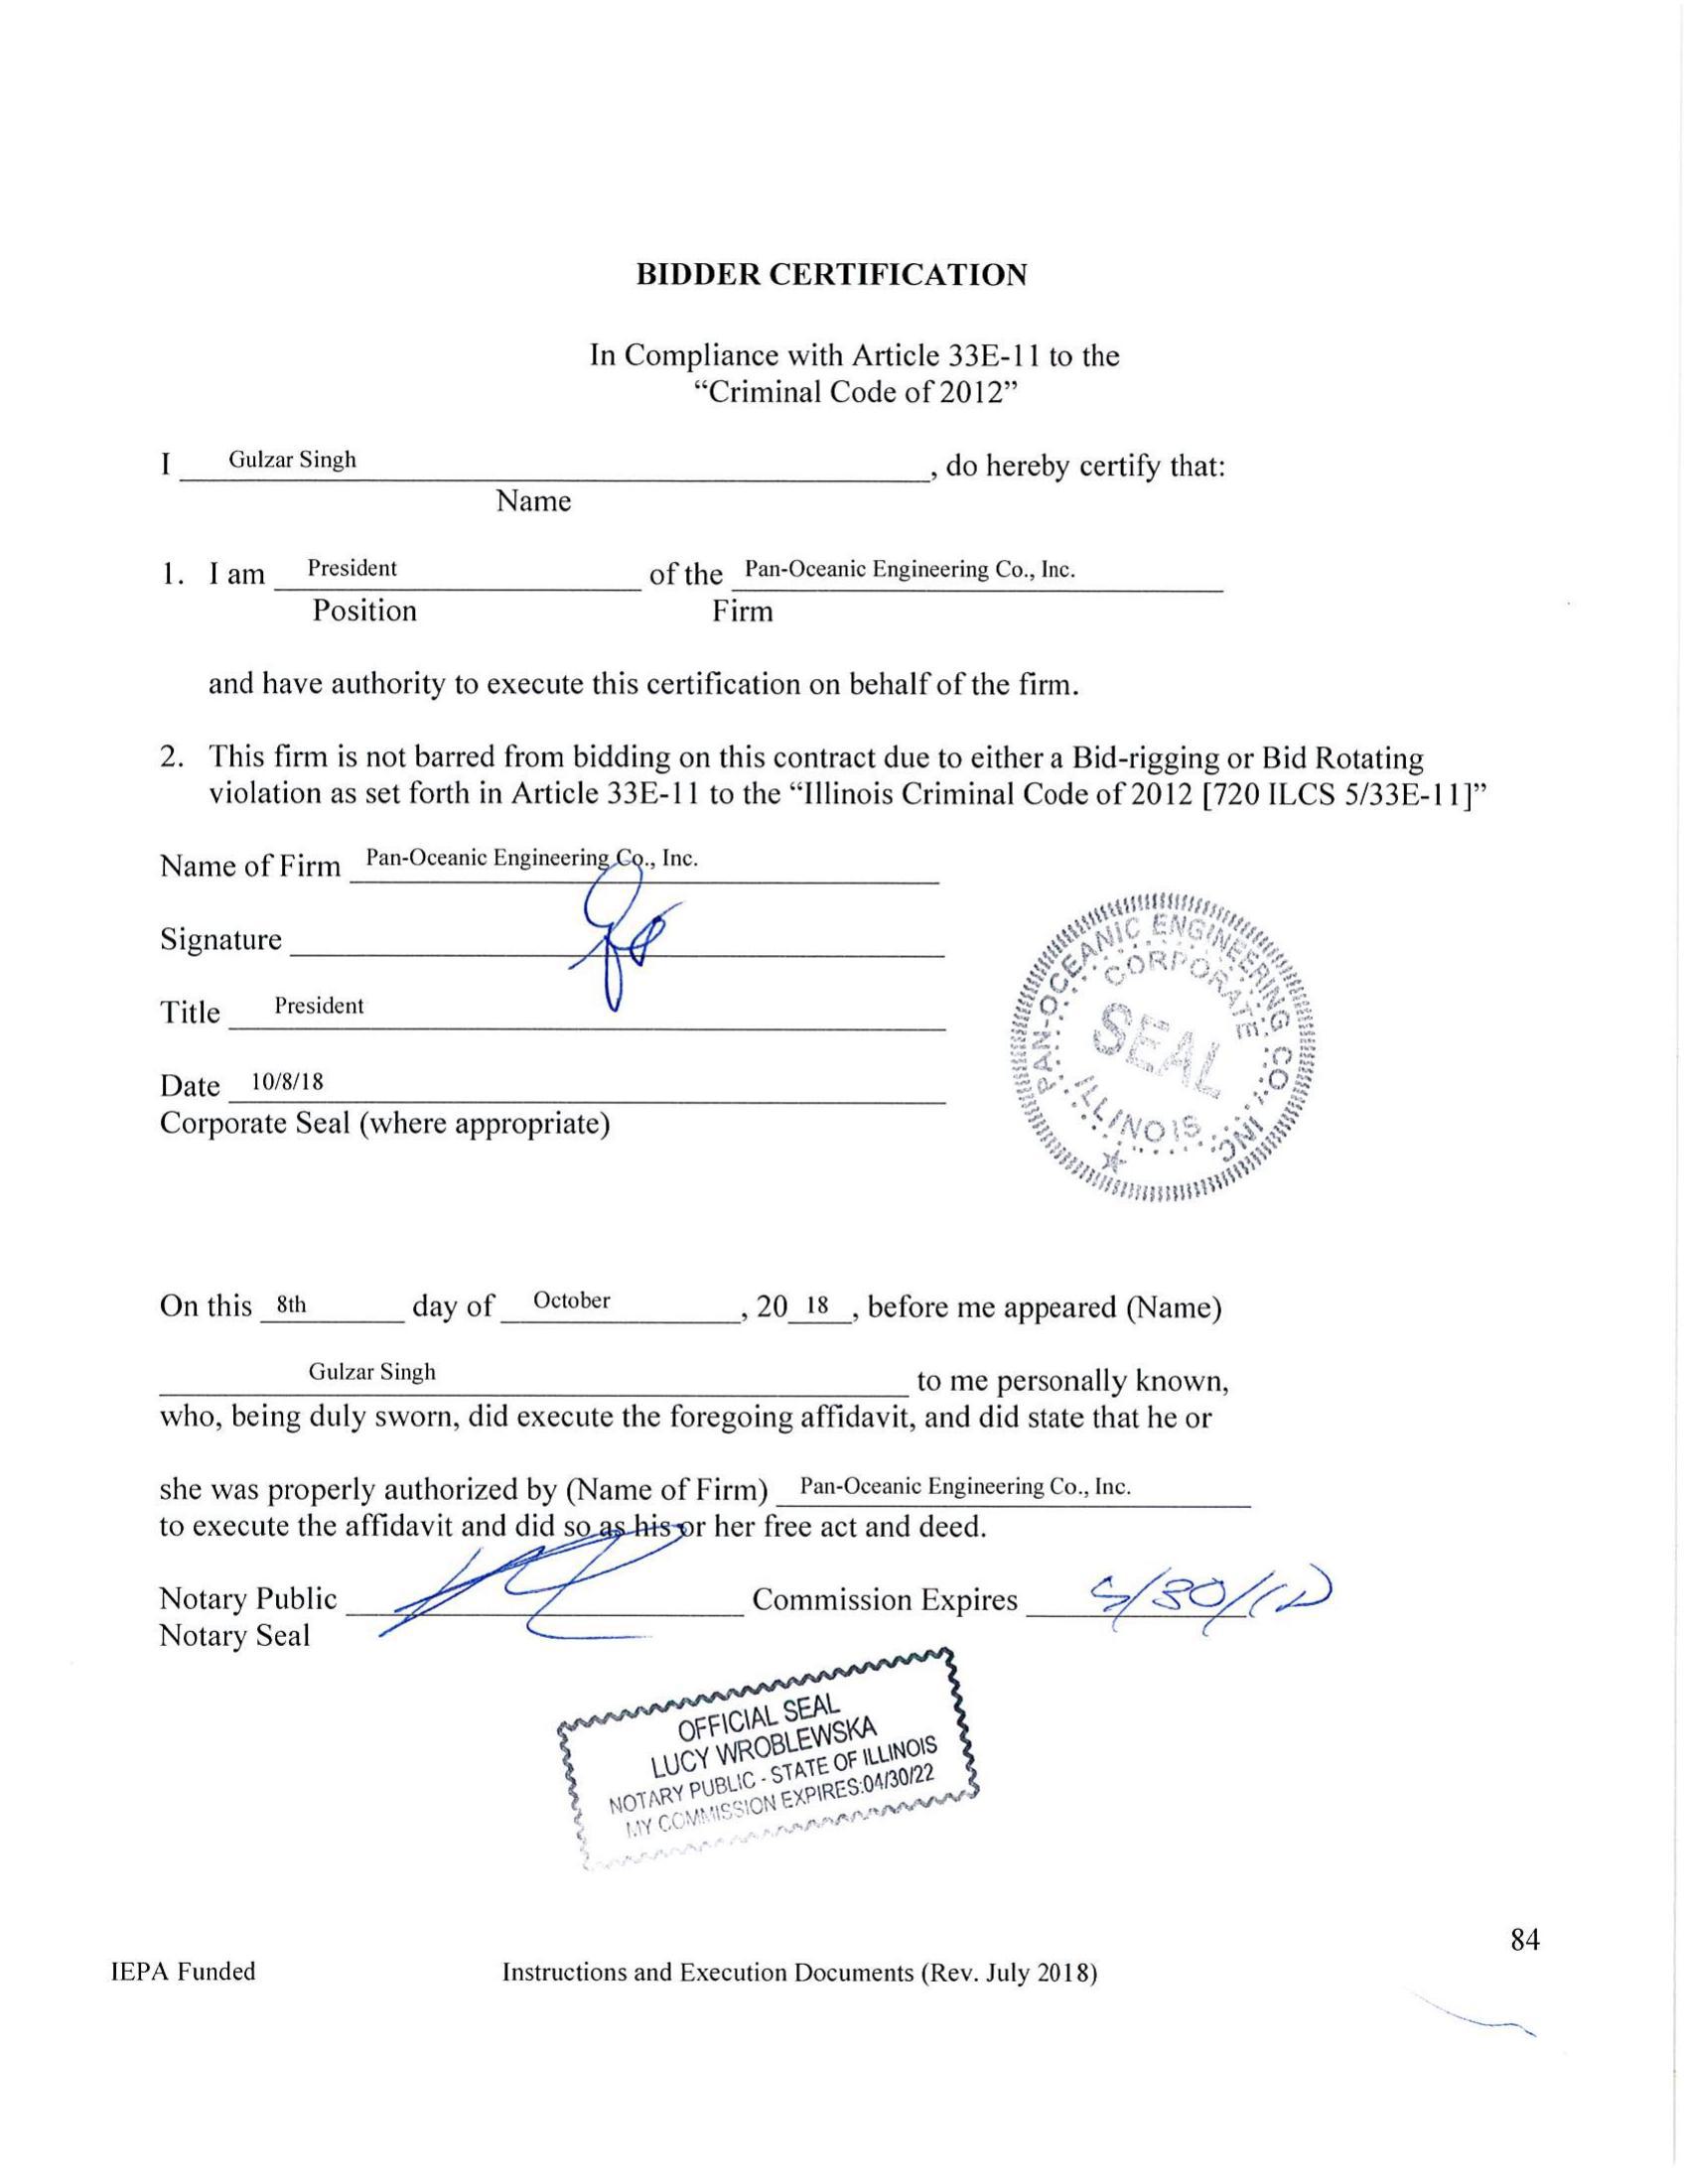 BIDDER CERTIFICATION
In Compliance with Article 33E-11 to the
“Criminal Code of 2012”
I Gulzar Singh, do hereby certify that:
Name
1. I am President of the Pan-Oceanic Engineering Co., Inc.
Position Firm
and have authority to execute this certification on behalf of the firm.
2. This firm is not barred from bidding on this contract due to either a Bid-rigging or Bid Rotating
violation as set forth in Article 33E-11 to the “Illinois Criminal Code of 2012 [720 ILCS 5/33E-11]”
Name of Firm Pan-Oceanic Engineering Co., Inc.
Signature
Title President
Date 10/8/18
Corporate Seal (where appropriate)
PAN-OCEANIC ENGINEERING CO., INC.
CORPORATE
SEAL
ILLINOIS
On this 8th day of October, 20 18, before me appeared (Name)
Gulzar Singh to me personally known,
who, being duly sworn, did execute the foregoing affidavit, and did state that he or
she was properly authorized by (Name of Firm) Pan-Oceanic Engineering Co., Inc.
to execute the affidavit and did so as his or her free act and deed.
Notary Public Commission Expires
Notary Seal
OFFICIAL SEAL
LUCY WROBLEWSKA
NOTARY PUBLIC - STATE OF ILLINOIS
MY COMMISSION EXPIRES:04/30/22
84
IEPA Funded Instructions and Execution Documents (Rev. July 2018)